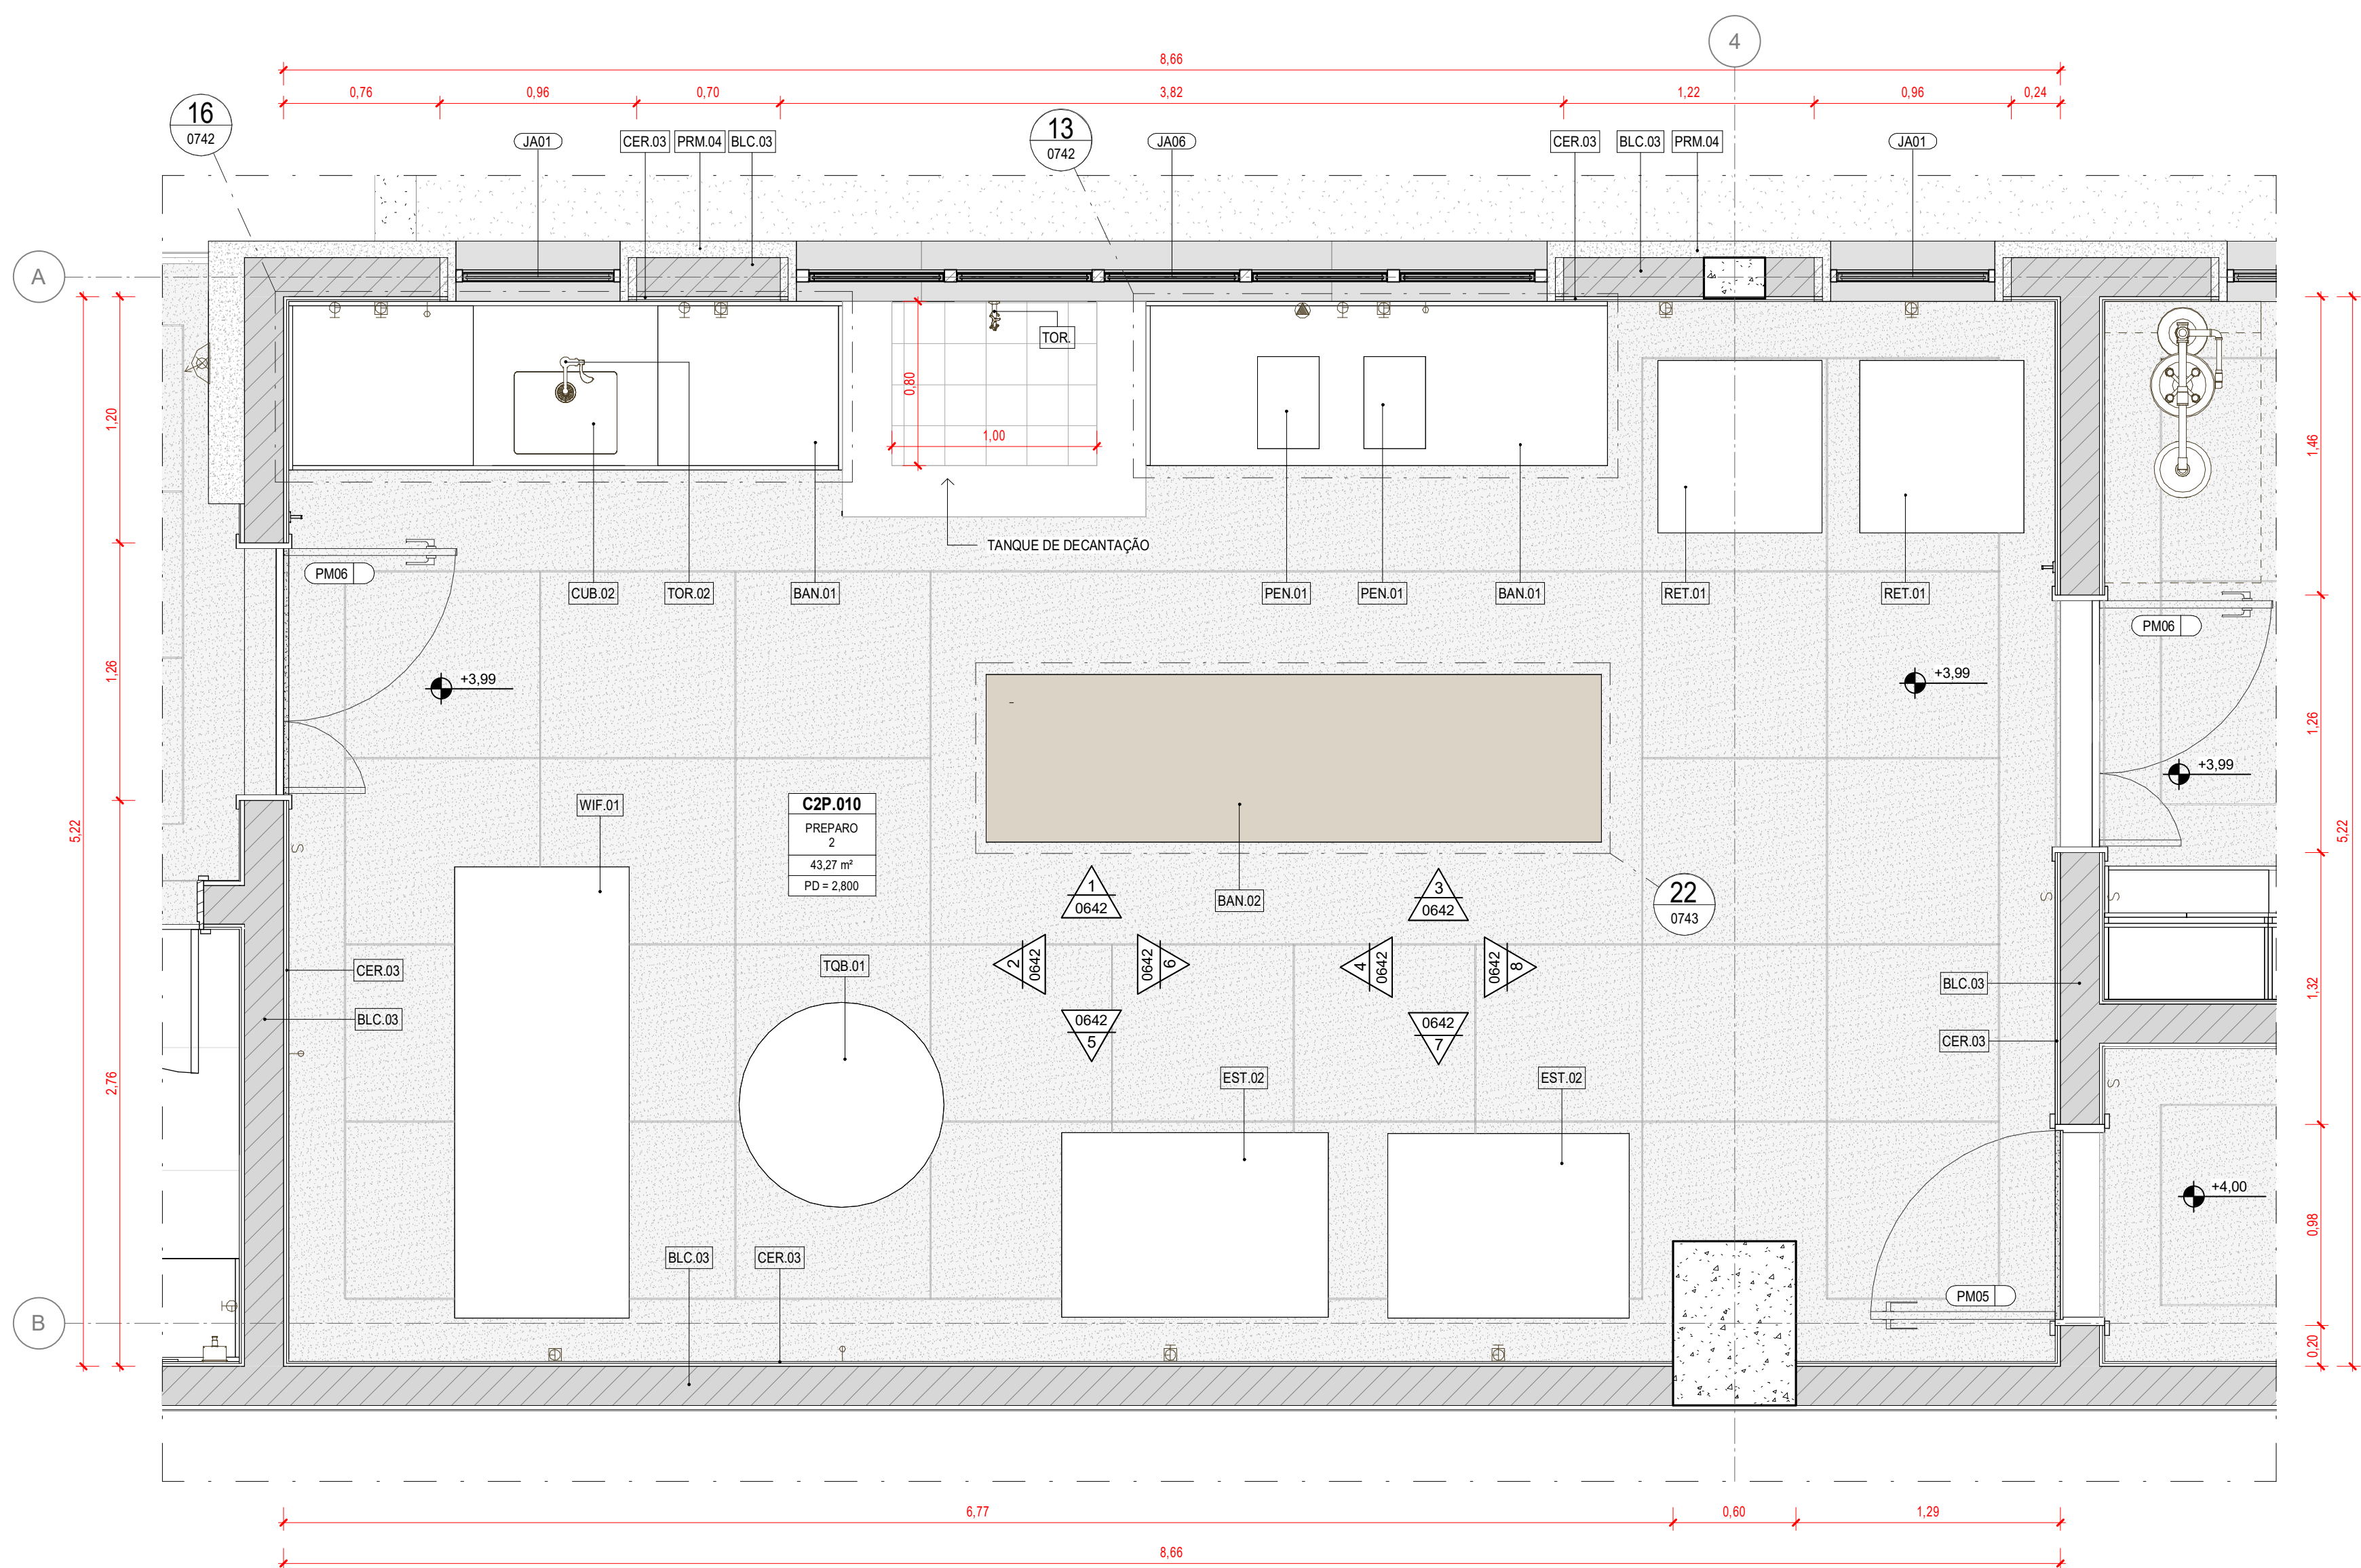 4
8,66
0,76
0,96
0,70
3,82
1,22
0,96
0,24
16
0742
13
0742
JA01
CER.03
PRM.04
BLC.03
JA06
CER.03
BLC.03
PRM.04
JA01
A
TOR.
0,80
1,00
1,20
1,46
TANQUE DE DECANTAÇÃO
PM06
CUB.02
TOR.02
BAN.01
PEN.01
PEN.01
BAN.01
RET.01
RET.01
PM06
1,26
1,26
+3,99
+3,99
+3,99
5,22
5,22
WIF.01
C2P.010
PREPARO
2
43,27 m²
PD = 2,800
BAN.02
1
0642
3
0642
22
0743
S
S
S
CER.03
TQB.01
2
0642
0642
6
4
0642
0642
8
BLC.03
1,32
BLC.03
0642
5
0642
7
CER.03
2,76
EST.02
EST.02
S
+4,00
0,98
BLC.03
CER.03
PM05
B
0,20
6,77
0,60
1,29
8,66